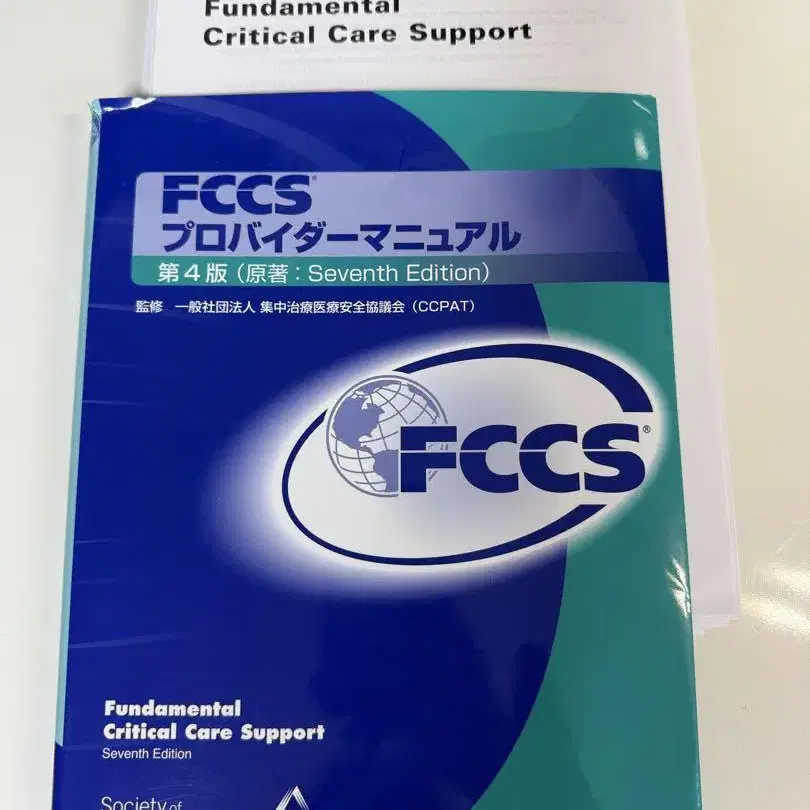 Fundamental
Critical Care Support
FCCS®
プロバイダーマニュアル
第4版（原著：Seventh Edition）
監修 一般社団法人 集中治療医療安全協議会（CCPAT）
FCCS®
Fundamental
Critical Care Support
Seventh Edition
Society of